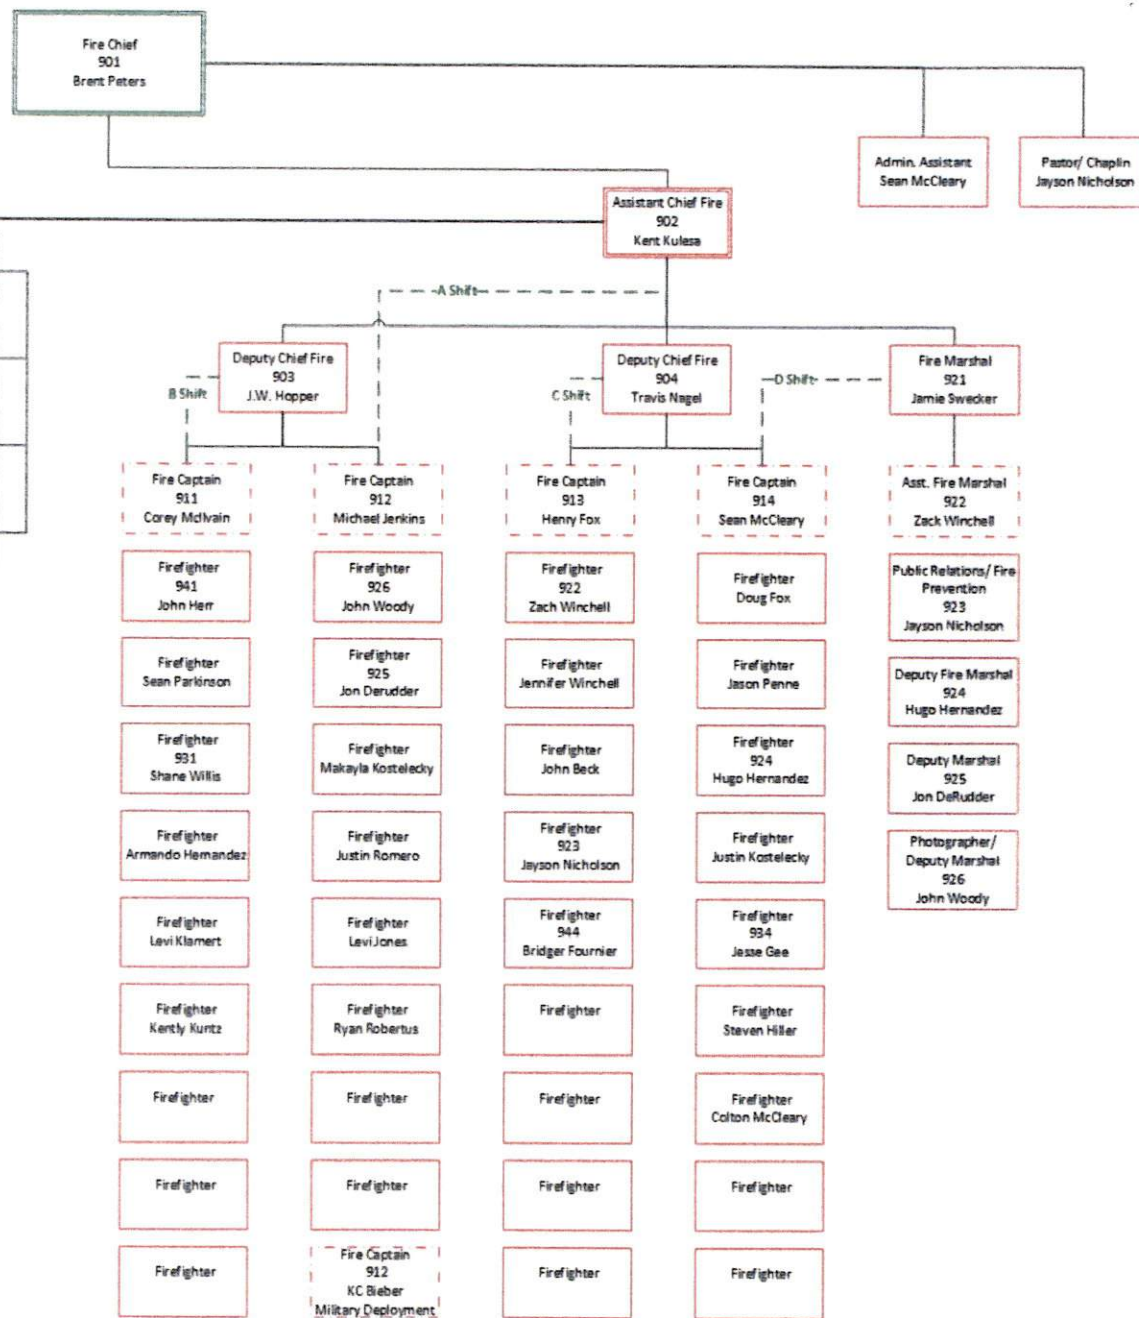 Fire Chief
901
Brent Peters
Admin. Assistant
Sean McCleary
Pastor/ Chaplin
Jayson Nicholson
Assistant Chief Fire
902
Kent Kulesa
A Shift
Deputy Chief Fire
903
J.W. Hopper
B Shift
Deputy Chief Fire
904
Travis Nagel
C Shift
D Shift
Fire Marshal
921
Jamie Swecker
Fire Captain
911
Corey McIlvain
Fire Captain
912
Michael Jenkins
Fire Captain
913
Henry Fox
Fire Captain
914
Sean McCleary
Asst. Fire Marshal
922
Zack Winchell
Firefighter
941
John Herr
Firefighter
926
John Woody
Firefighter
922
Zach Winchell
Firefighter
Doug Fox
Public Relations/ Fire
Prevention
923
Jayson Nicholson
Firefighter
Sean Parkinson
Firefighter
925
Jon Derudder
Firefighter
Jennifer Winchell
Firefighter
Jason Penne
Deputy Fire Marshal
924
Hugo Hernandez
Firefighter
931
Shane Willis
Firefighter
Makayla Kostelecky
Firefighter
John Beck
Firefighter
924
Hugo Hernandez
Deputy Marshal
925
Jon DeRudder
Firefighter
Armando Hernandez
Firefighter
Justin Romero
Firefighter
923
Jayson Nicholson
Firefighter
Justin Kostelecky
Photographer/
Deputy Marshal
926
John Woody
Firefighter
Levi Klamert
Firefighter
Levi Jones
Firefighter
944
Bridger Fournier
Firefighter
934
Jesse Gee
Firefighter
Kently Kuntz
Firefighter
Ryan Robertus
Firefighter
Firefighter
Steven Hiller
Firefighter
Firefighter
Firefighter
Firefighter
Colton McCleary
Firefighter
Firefighter
Firefighter
Firefighter
Firefighter
Fire Captain
912
KC Bieber
Military Deployment
Firefighter
Firefighter